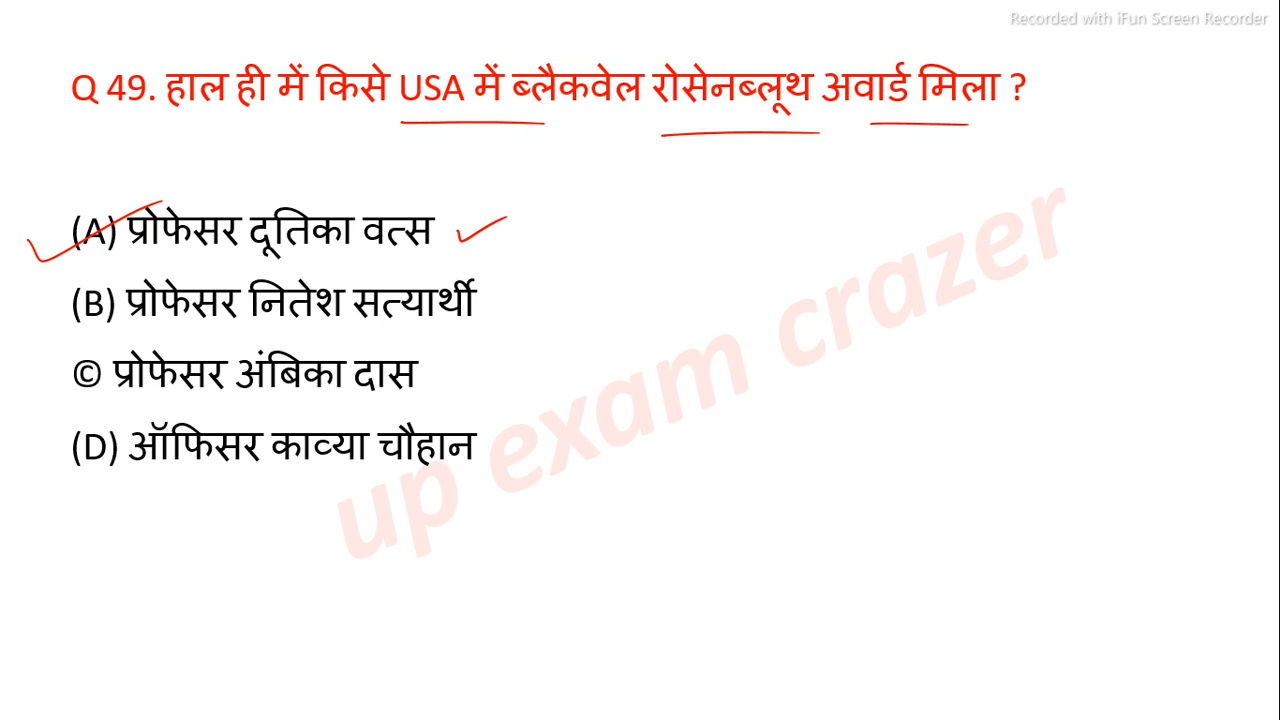 Recorded with iFun Screen Recorder
Q 49. हाल ही में किसे USA में ब्लैकवेल रोसेनब्लूथ अवार्ड मिला ?
(A) प्रोफेसर दूतिका वत्स
(B) प्रोफेसर नितेश सत्यार्थी
© प्रोफेसर अंबिका दास
(D) ऑफिसर काव्या चौहान
up exam crazer